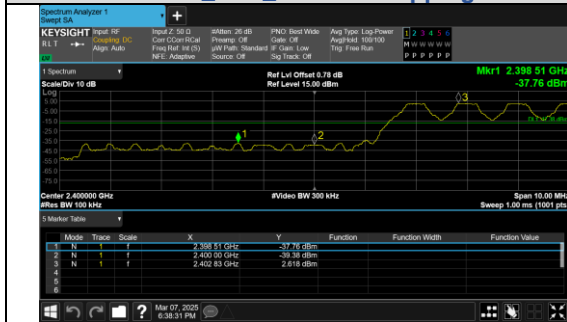 Spectrum Analyzer 1
Swept SA
KEYSIGHT Input: RF Input Z: 50 Ω #Atten: 26 dB PNO: Best Wide Avg Type: Log-Power 1 2 3 4 5 6
RLT Coupling: DC Corr CCorr RCal Preamp: Off Gate: Off Avg|Hold: 100/100 M W W W W W
Align: Auto Freq Ref: Int (S) µW Path: Standard IF Gain: Low Trig: Free Run P P P P P P
NFE: Adaptive Source: Off Sig Track: Off
1 Spectrum
Ref Lvl Offset 0.78 dB Mkr1 2.398 51 GHz
Scale/Div 10 dB Ref Level 15.00 dBm -37.76 dBm
Log
5.00
-5.00
-15.0
-25.0
-35.0
-45.0
-55.0
-65.0
-75.0
1
2
3
Center 2.400000 GHz #Video BW 300 kHz Span 10.00 MHz
#Res BW 100 kHz Sweep 1.00 ms (1001 pts)
5 Marker Table
Mode Trace Scale X Y Function Function Width Function Value
1 N 1 f 2.398 51 GHz -37.76 dBm
2 N 1 f 2.400 00 GHz -39.38 dBm
3 N 1 f 2.402 83 GHz 2.618 dBm
4
5
6
? Mar 07, 2025
6:38:31 PM